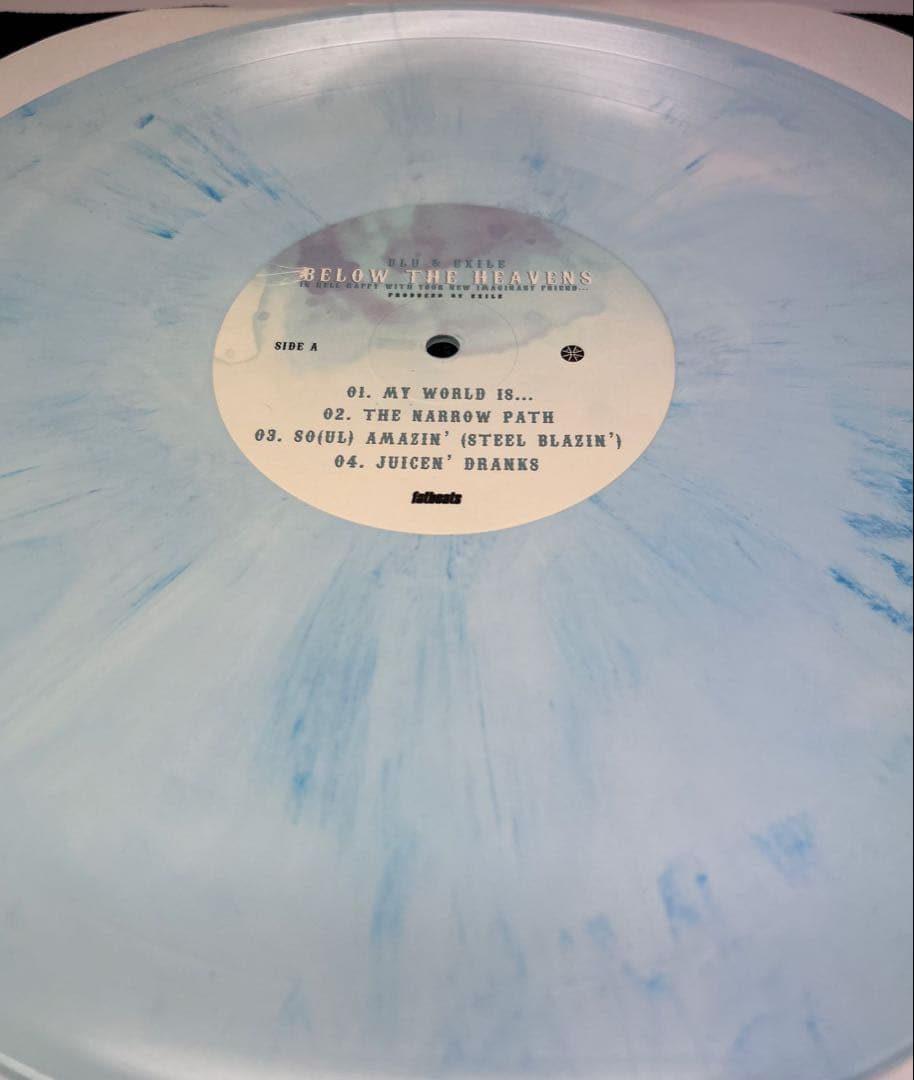 BLU & EXILE
BELOW THE HEAVENS
IN HELL HAPPY WITH YOUR NEW IMAGINARY FRIEND...
PRODUCED BY EXILE
SIDE A
01. MY WORLD IS...
02. THE NARROW PATH
03. SO(UL) AMAZIN' (STEEL BLAZIN')
04. JUICEN' DRANKS
fatbeats